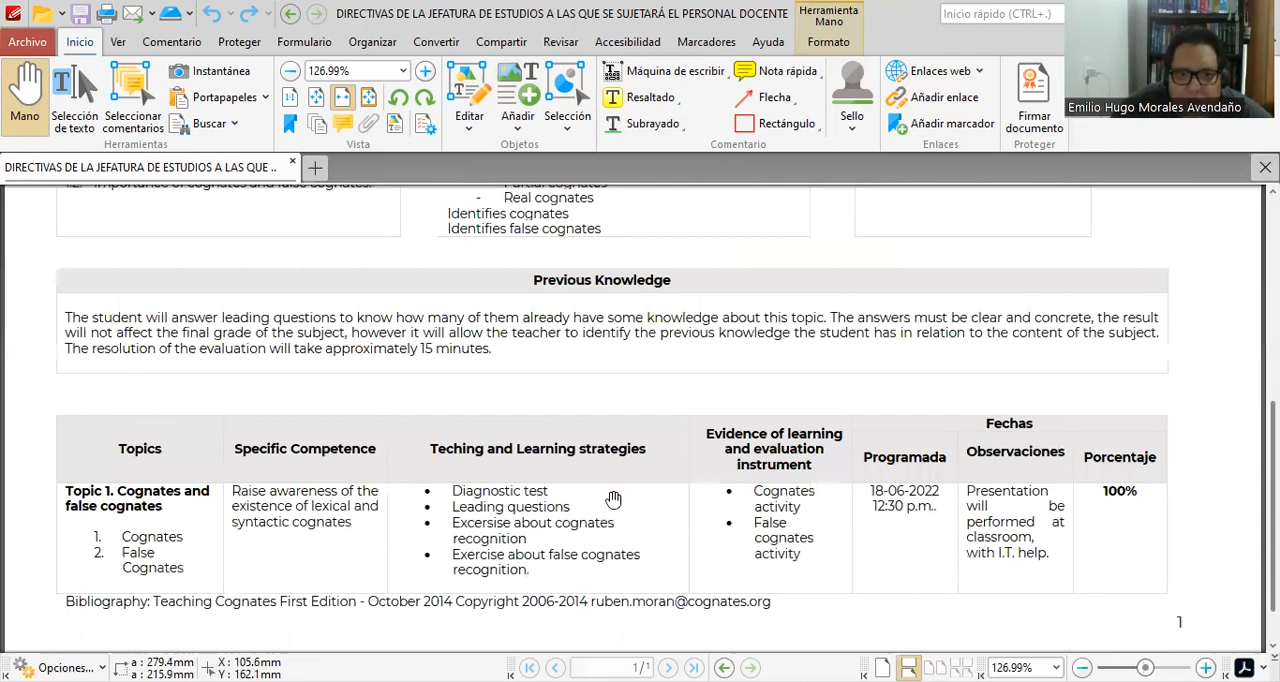 DIRECTIVAS DE LA JEFATURA DE ESTUDIOS A LAS QUE SE SUJETARÁ EL PERSONAL DOCENTE
Herramienta
Mano
Inicio rápido (CTRL+.)
Archivo
Inicio
Ver
Comentario
Proteger
Formulario
Organizar
Convertir
Compartir
Revisar
Accesibilidad
Marcadores
Ayuda
Formato
Mano
Selección
de texto
Seleccionar
comentarios
Instantánea
Portapapeles
Buscar
Herramientas
126.99%
Vista
Editar
Añadir
Selección
Objetos
Máquina de escribir
Resaltado
Subrayado
Nota rápida
Flecha
Rectángulo
Sello
Comentario
Enlaces web
Añadir enlace
Añadir marcador
Enlaces
Firmar
documento
Proteger
Emilio Hugo Morales Avendaño
DIRECTIVAS DE LA JEFATURA DE ESTUDIOS A LAS QUE ..
1.2. Importance of cognates and false cognates.
- Partial cognates
- Real cognates
Identifies cognates
Identifies false cognates
Previous Knowledge
The student will answer leading questions to know how many of them already have some knowledge about this topic. The answers must be clear and concrete, the result
will not affect the final grade of the subject, however it will allow the teacher to identify the previous knowledge the student has in relation to the content of the subject.
The resolution of the evaluation will take approximately 15 minutes.
Topics
Specific Competence
Teching and Learning strategies
Evidence of learning
and evaluation
instrument
Fechas
Programada
Observaciones
Porcentaje
Topic 1. Cognates and
false cognates
1. Cognates
2. False
Cognates
Raise awareness of the
existence of lexical and
syntactic cognates
• Diagnostic test
• Leading questions
• Excersise about cognates
recognition
• Exercise about false cognates
recognition.
• Cognates
activity
• False
cognates
activity
18-06-2022
12:30 p.m..
Presentation
will be
performed at
classroom,
with I.T. help.
100%
Bibliography: Teaching Cognates First Edition - October 2014 Copyright 2006-2014 ruben.moran@cognates.org
1
Opciones...
a : 279.4mm
a : 215.9mm
X : 105.6mm
Y : 162.1mm
1/1
126.99%